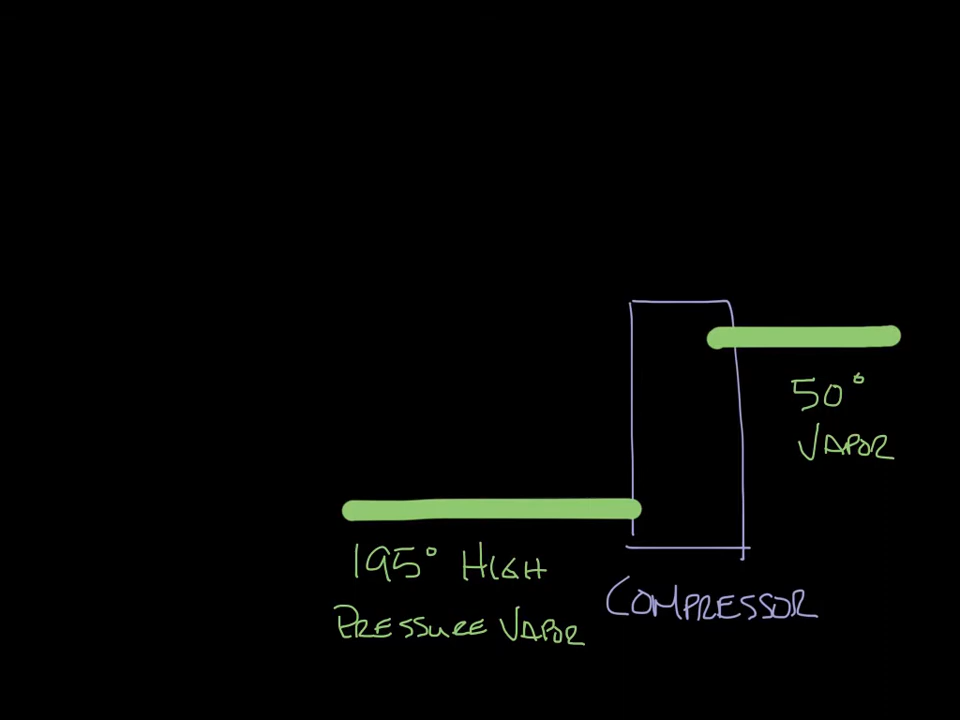 50°
VAPOR
195° HIGH
PRESSURE VAPOR
COMPRESSOR